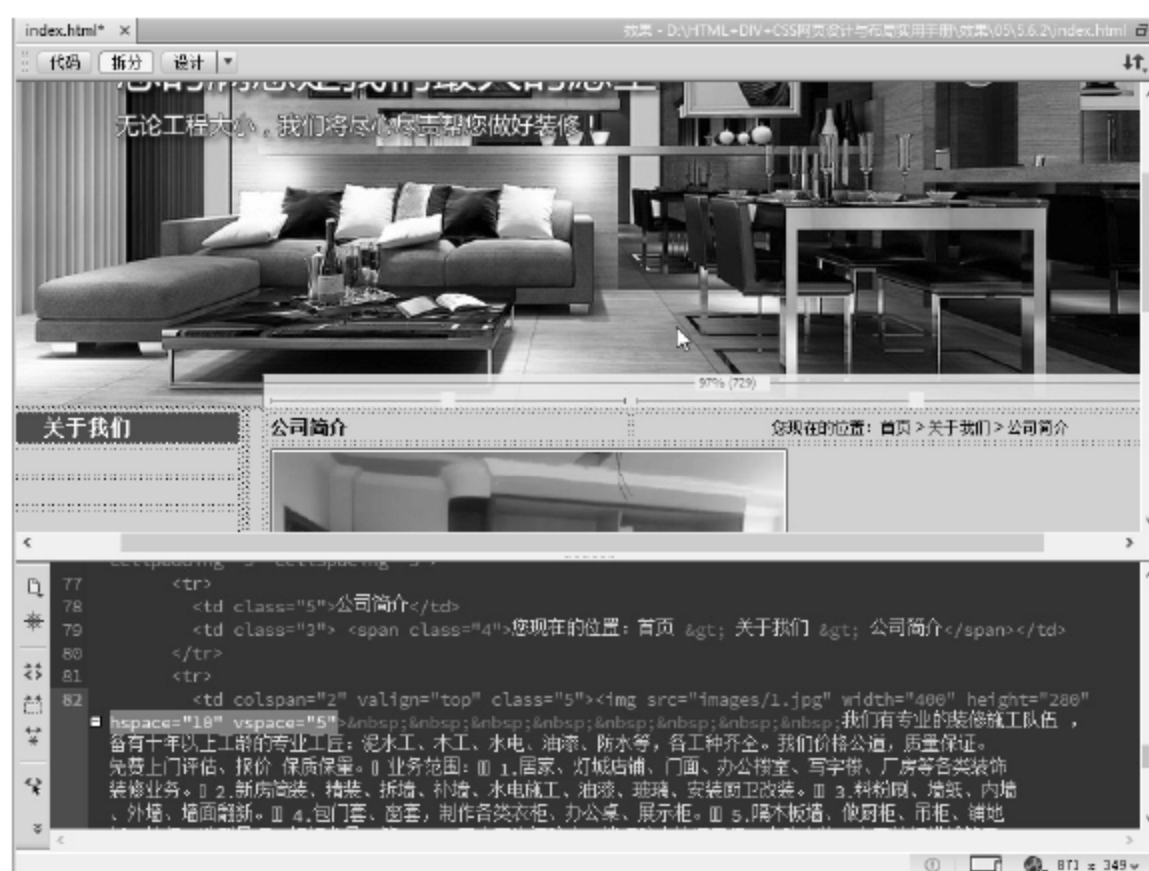 index.html* ×
效果 - D:\HTML+DIV+CSS网页设计与布局实用手册\效果\05\5.6.2\index.html
代码 拆分 设计
无论工程大小，我们将尽心尽责帮您做好装修！
97% (729)
关于我们
公司简介
您现在的位置：首页 > 关于我们 > 公司简介
77 <tr>
78 <td class="5">公司简介</td>
79 <td class="3"> <span class="4">您现在的位置：首页 &gt; 关于我们 &gt; 公司简介</span></td>
80 </tr>
81 <tr>
82 <td colspan="2" valign="top" class="5"><img src="images/1.jpg" width="400" height="280"
hspace="10" vspace="5">&nbsp;&nbsp;&nbsp;&nbsp;&nbsp;&nbsp;&nbsp;&nbsp;我们有专业的装修施工队伍 ，
备有十年以上工龄的专业工匠：泥水工、木工、水电、油漆、防水等，各工种齐全。我们价格公道，质量保证。
免费上门评估、报价 保质保量。 业务范围： 1.居家、灯城店铺、门面、办公楼室、写字楼、厂房等各类装饰
装修业务。 2.新房简装、精装、拆墙、补墙、水电施工、油漆、玻璃、安装厨卫改装。 3.料粉刷、墙纸、内墙
、外墙、墙面翻新。 4.包门套、窗套，制作各类衣柜、办公桌、展示柜。 5.隔木板墙、做厨柜、吊柜、铺地
871 x 349